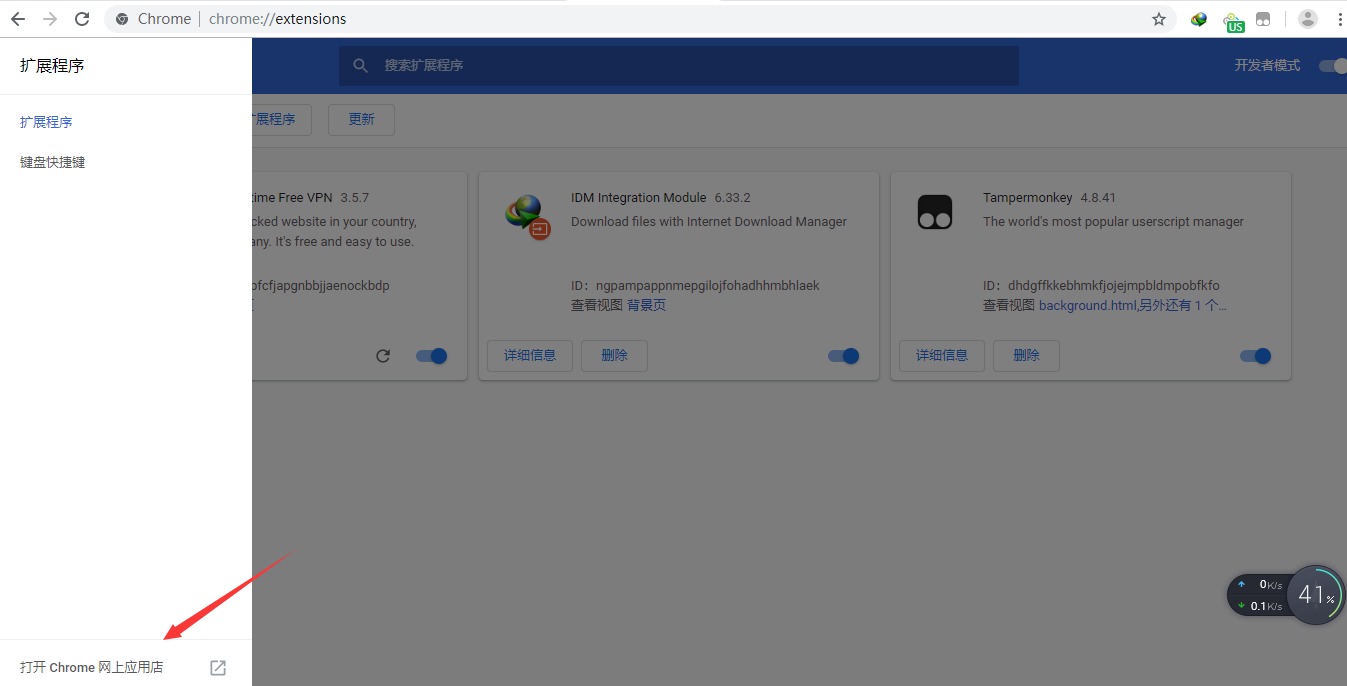 Chrome chrome://extensions
US
扩展程序
搜索扩展程序
开发者模式
扩展程序
展程序
更新
键盘快捷键
time Free VPN 3.5.7
cked website in your country,
any. It's free and easy to use.
ofcfjapgnbbjjaenockbdp
IDM Integration Module 6.33.2
Download files with Internet Download Manager
ID：ngpampappnmepgilojfohadhhmbhlaek
查看视图 背景页
详细信息
删除
Tampermonkey 4.8.41
The world's most popular userscript manager
ID：dhdgffkkebhmkfjojejmpbldmpobfkfo
查看视图 background.html,另外还有 1 个...
详细信息
删除
0K/s
0.1K/s
41%
打开 Chrome 网上应用店